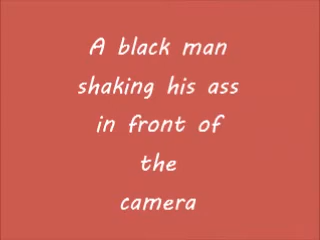 A black man
shaking his ass
in front of
the
camera